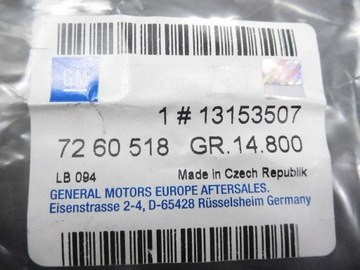 GM
1 # 13153507
72 60 518 GR.14.800
LB 094 Made in Czech Republik
GENERAL MOTORS EUROPE AFTERSALES.
Eisenstrasse 2-4, D-65428 Rüsselsheim Germany